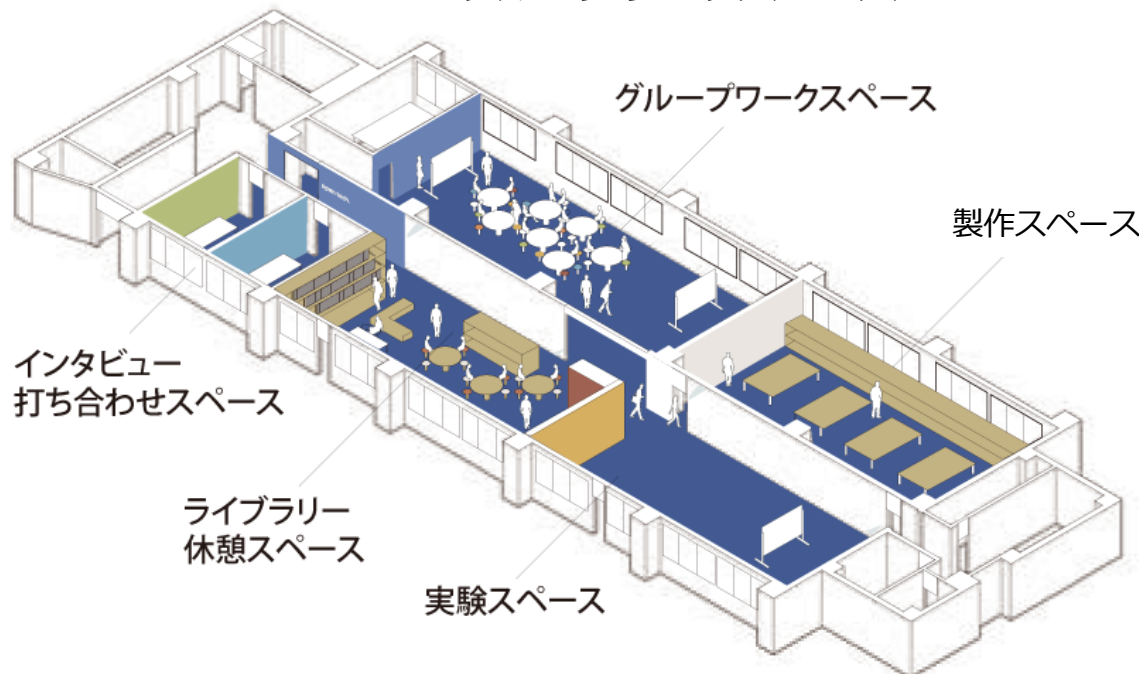 グループワークスペース
製作スペース
インタビュー
打ち合わせスペース
ライブラリー
休憩スペース
実験スペース